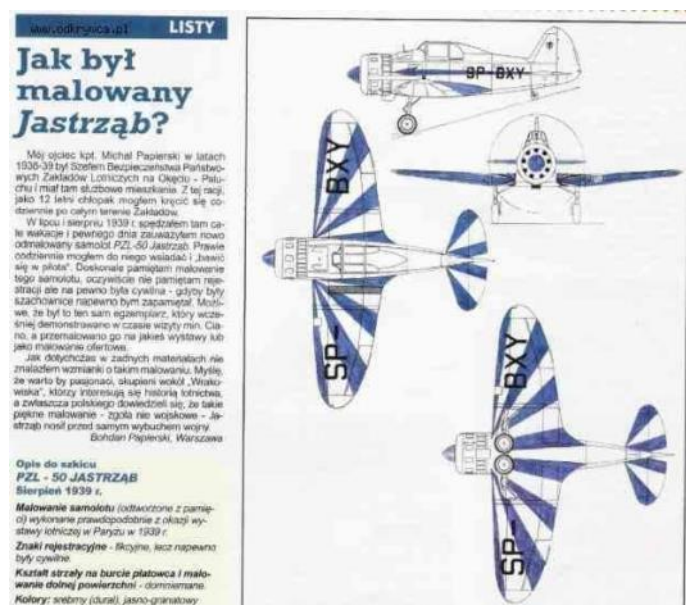 www.odkrywca.pl
LISTY
Jak był
malowany
Jastrząb?
Mój ojciec kpt. Michał Papierski w latach
1938-39 był Szefem Bezpieczeństwa Państwo-
wych Zakładów Lotniczych na Okęciu - Palu-
chu i miał tam służbowe mieszkanie. Z tej racji,
jako 12 letni chłopak mogłem kręcić się co-
dziennie po całym terenie Zakładów.
W lipcu i sierpniu 1939 r. spędzałem tam ca-
łe wakacje i pewnego dnia zauważyłem nowo
odmalowany samolot PZL-50 Jastrząb. Prawie
codziennie mogłem do niego wsiadać i „bawić
się w pilota". Doskonale pamiętam malowanie
tego samolotu, oczywiście nie pamiętam reje-
stracji ale na pewno była cywilna - gdyby były
szachownice napewno bym zapamiętał. Możli-
we, że był to ten sam egzemplarz, który wcze-
śniej demonstrowano w czasie wizyty min. Cia-
no, a przemalowano go na jakieś wystawy lub
jako malowanie ofertowe.
Jak dotychczas w żadnych materiałach nie
znalazłem wzmianki o takim malowaniu. Myślę,
że warto by pasjonaci, skupieni wokół „Wrako-
wiska", którzy interesują się historią lotnictwa,
a zwłaszcza polskiego dowiedzieli się, że takie
piękne malowanie - zgoła nie wojskowe - Ja-
strząb nosił przed samym wybuchem wojny.
Bohdan Papierski, Warszawa
Opis do szkicu
PZL - 50 JASTRZĄB
Sierpień 1939 r.
Malowanie samolotu (odtworzone z pamię-
ci) wykonane prawdopodobnie z okazji wy-
stawy lotniczej w Paryżu w 1939 r.
Znaki rejestracyjne - fikcyjne, lecz napewno
były cywilne.
Kształt strzały na burcie płatowca i malo-
wanie dolnej powierzchni - domniemane.
Kolory: srebrny (dural), jasno-granatowy
SP-BXY
BXY
SP-
BXY
SP-